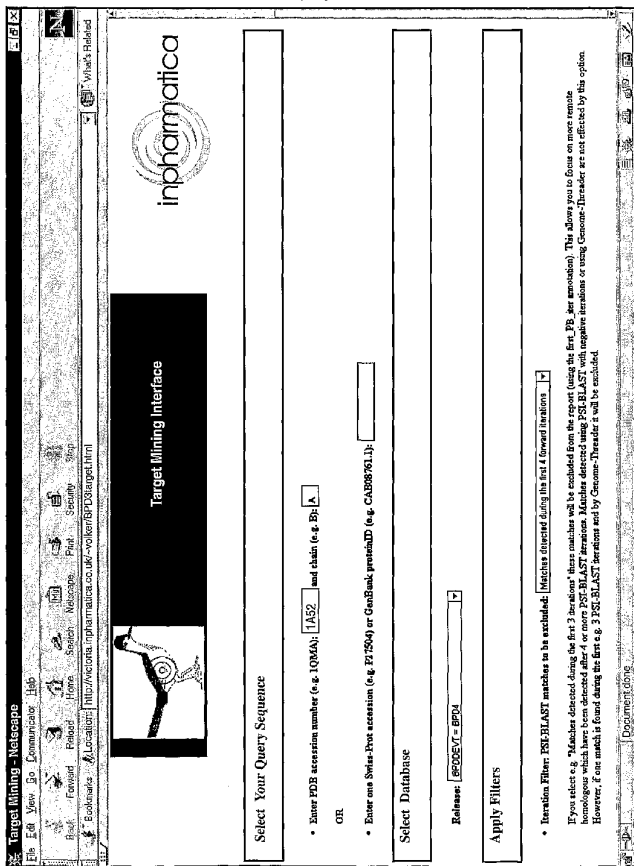 Target Mining - Netscape
File Edit View Go Communicator Help
Back Forward Reload Home Search Netscape Print Security Stop
Bookmarks Location: http://victoria.inpharmatica.co.uk/~volker/BPD3target.html What's Related
Target Mining Interface
inpharmatica
Select Your Query Sequence
• Enter PDB accession number (e.g. 1QMA): 1A52 and chain (e.g. B): A
OR
• Enter one Swiss-Prot accession (e.g. P17504) or GenBank proteinID (e.g. CAB08761.1):
Select Database
Release: BPDDEVT = BPD4
Apply Filters
• Iteration Filter: PSI-BLAST matches to be excluded: Matches detected during the first 4 forward iterations
If you select e.g. "Matches detected during the first 3 iterations" these matches will be excluded from the report (using the first_PB_iter annotation). This allows you to focus on more remote
homologous which have been detected after 4 or more PSI-BLAST iterations. Matches detected using PSI-BLAST with negative iterations or using Genome-Threader are not effected by this option.
However, if one match is found during the first e.g. 3 PSI-BLAST iterations and by Genome-Threader it will be excluded.
Document done